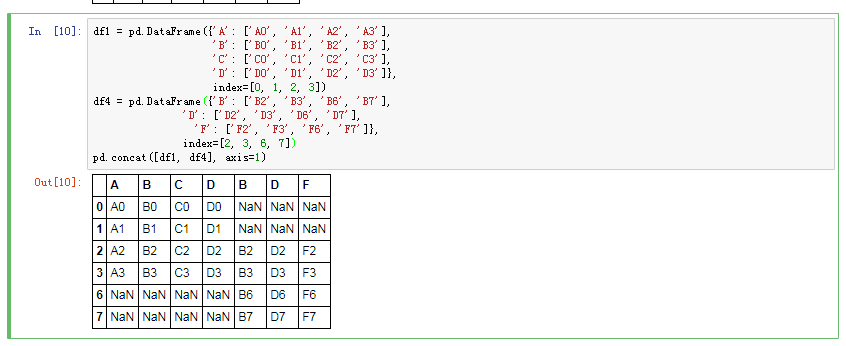 In [10]: df1 = pd.DataFrame({'A': ['A0', 'A1', 'A2', 'A3'],
'B': ['B0', 'B1', 'B2', 'B3'],
'C': ['C0', 'C1', 'C2', 'C3'],
'D': ['D0', 'D1', 'D2', 'D3']},
index=[0, 1, 2, 3])
df4 = pd.DataFrame({'B': ['B2', 'B3', 'B6', 'B7'],
'D': ['D2', 'D3', 'D6', 'D7'],
'F': ['F2', 'F3', 'F6', 'F7']},
index=[2, 3, 6, 7])
pd.concat([df1, df4], axis=1)
Out[10]: A B C D B D F
0 A0 B0 C0 D0 NaN NaN NaN
1 A1 B1 C1 D1 NaN NaN NaN
2 A2 B2 C2 D2 B2 D2 F2
3 A3 B3 C3 D3 B3 D3 F3
6 NaN NaN NaN NaN B6 D6 F6
7 NaN NaN NaN NaN B7 D7 F7